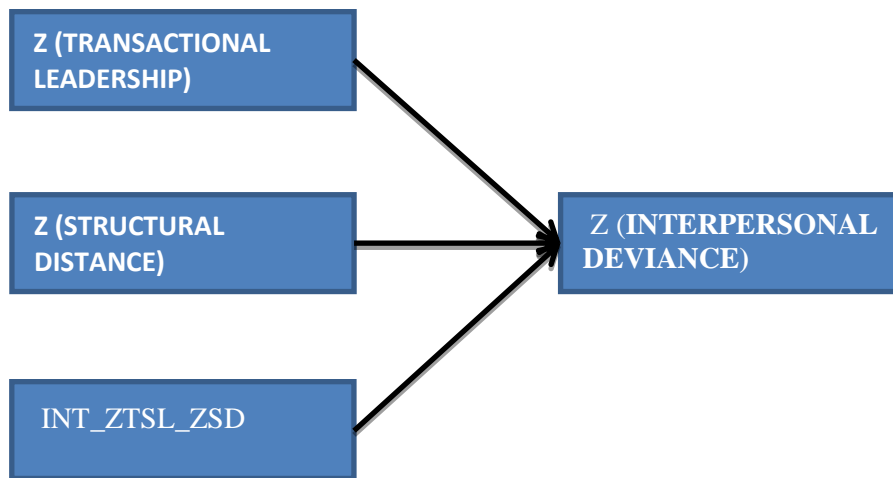 Z (TRANSACTIONAL
LEADERSHIP)
Z (STRUCTURAL
DISTANCE)
Z (INTERPERSONAL
DEVIANCE)
INT_ZTSL_ZSD